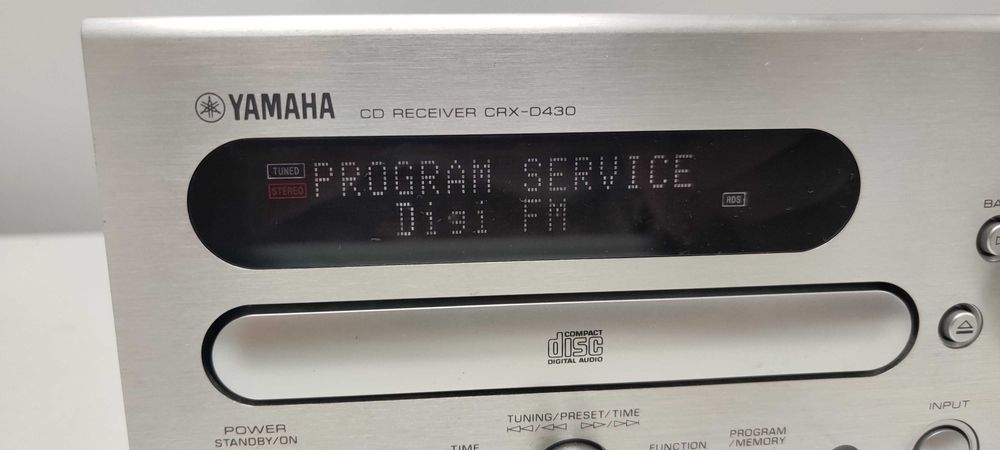 YAMAHA CD RECEIVER CRX-D430
TUNED
STEREO
PROGRAM SERVICE
Digi FM
RDS
COMPACT
disc
DIGITAL AUDIO
BA
POWER
STANDBY/ON
TIME
TUNING/PRESET/TIME
FUNCTION
PROGRAM
/MEMORY
INPUT